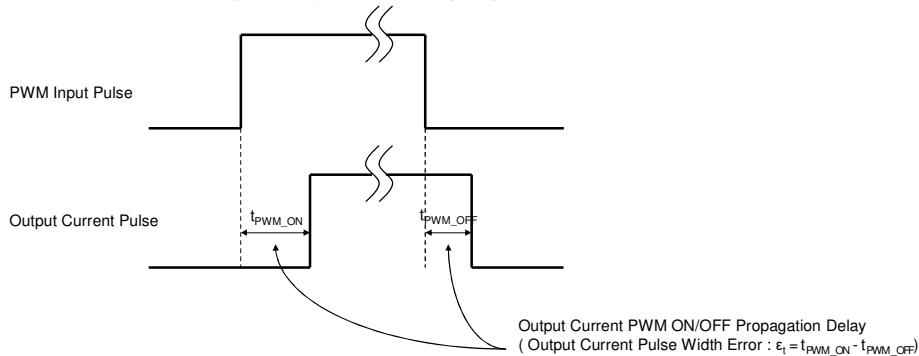 PWM Input Pulse
Output Current Pulse
tPWM_ON
tPWM_OFF
Output Current PWM ON/OFF Propagation Delay
( Output Current Pulse Width Error : εt = tPWM_ON - tPWM_OFF)